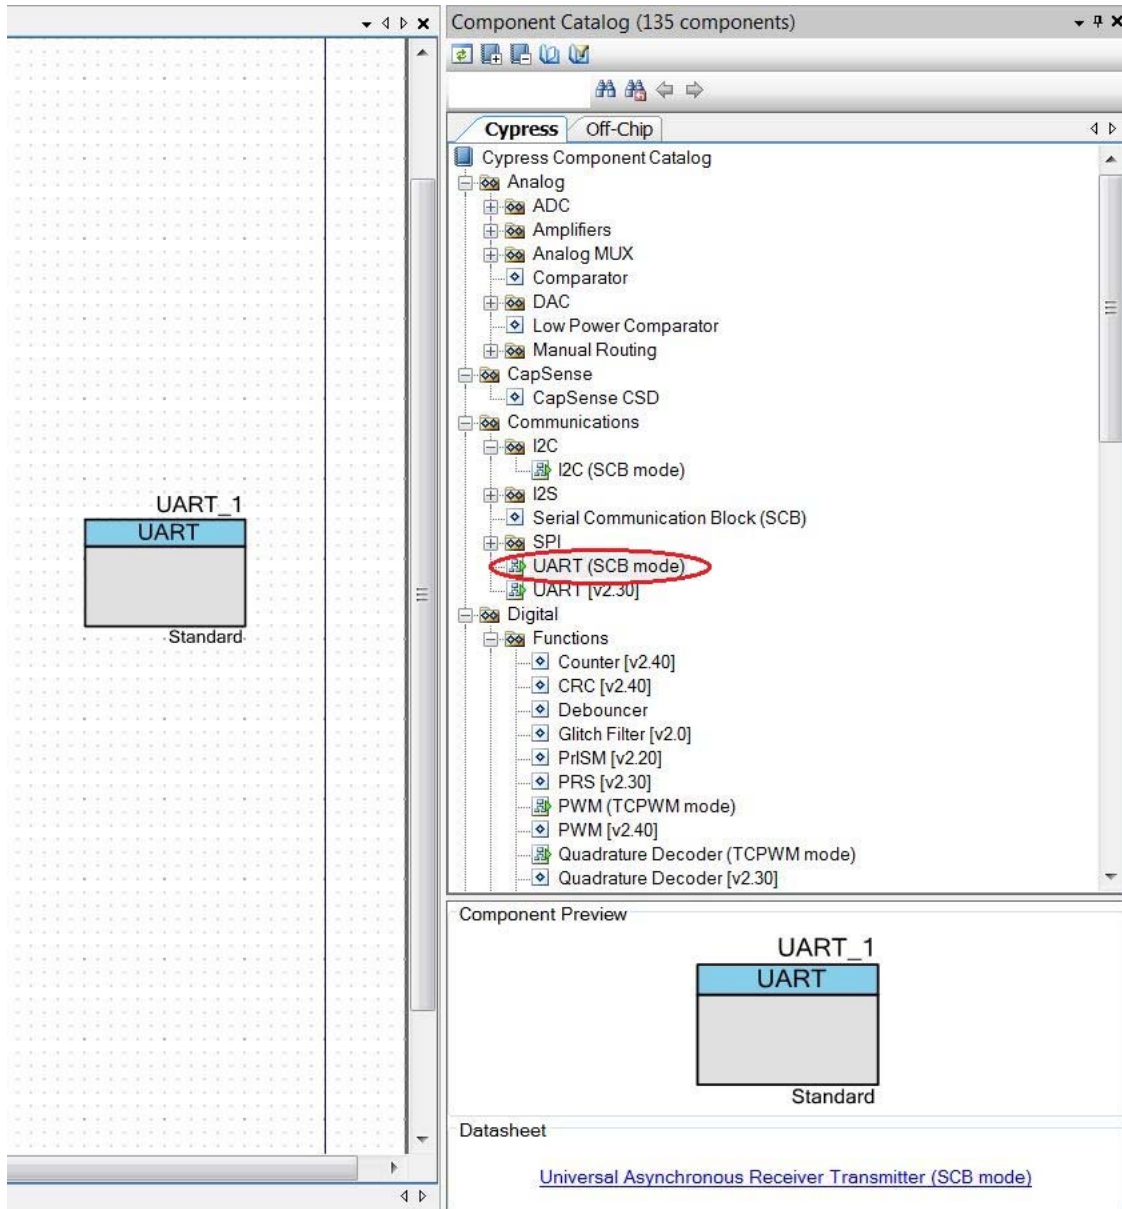 Component Catalog (135 components)
Cypress Off-Chip
Cypress Component Catalog
Analog
ADC
Amplifiers
Analog MUX
Comparator
DAC
Low Power Comparator
Manual Routing
CapSense
CapSense CSD
Communications
I2C
I2C (SCB mode)
I2S
Serial Communication Block (SCB)
SPI
UART (SCB mode)
UART [v2.30]
Digital
Functions
Counter [v2.40]
CRC [v2.40]
Debouncer
Glitch Filter [v2.0]
PrISM [v2.20]
PRS [v2.30]
PWM (TCPWM mode)
PWM [v2.40]
Quadrature Decoder (TCPWM mode)
Quadrature Decoder [v2.30]
UART_1
UART
Standard
Component Preview
UART_1
UART
Standard
Datasheet
Universal Asynchronous Receiver Transmitter (SCB mode)